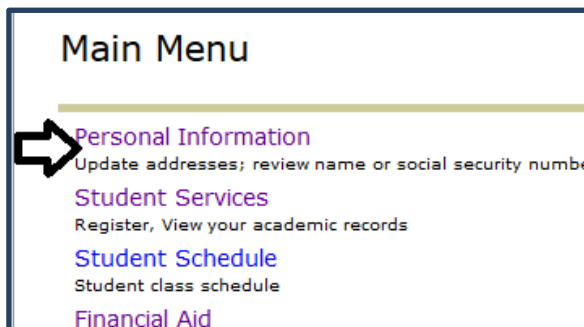 Main Menu
Personal Information
Update addresses; review name or social security
Student Services
Register, View your academic records
Student Schedule
Student class schedule
Financial Aid